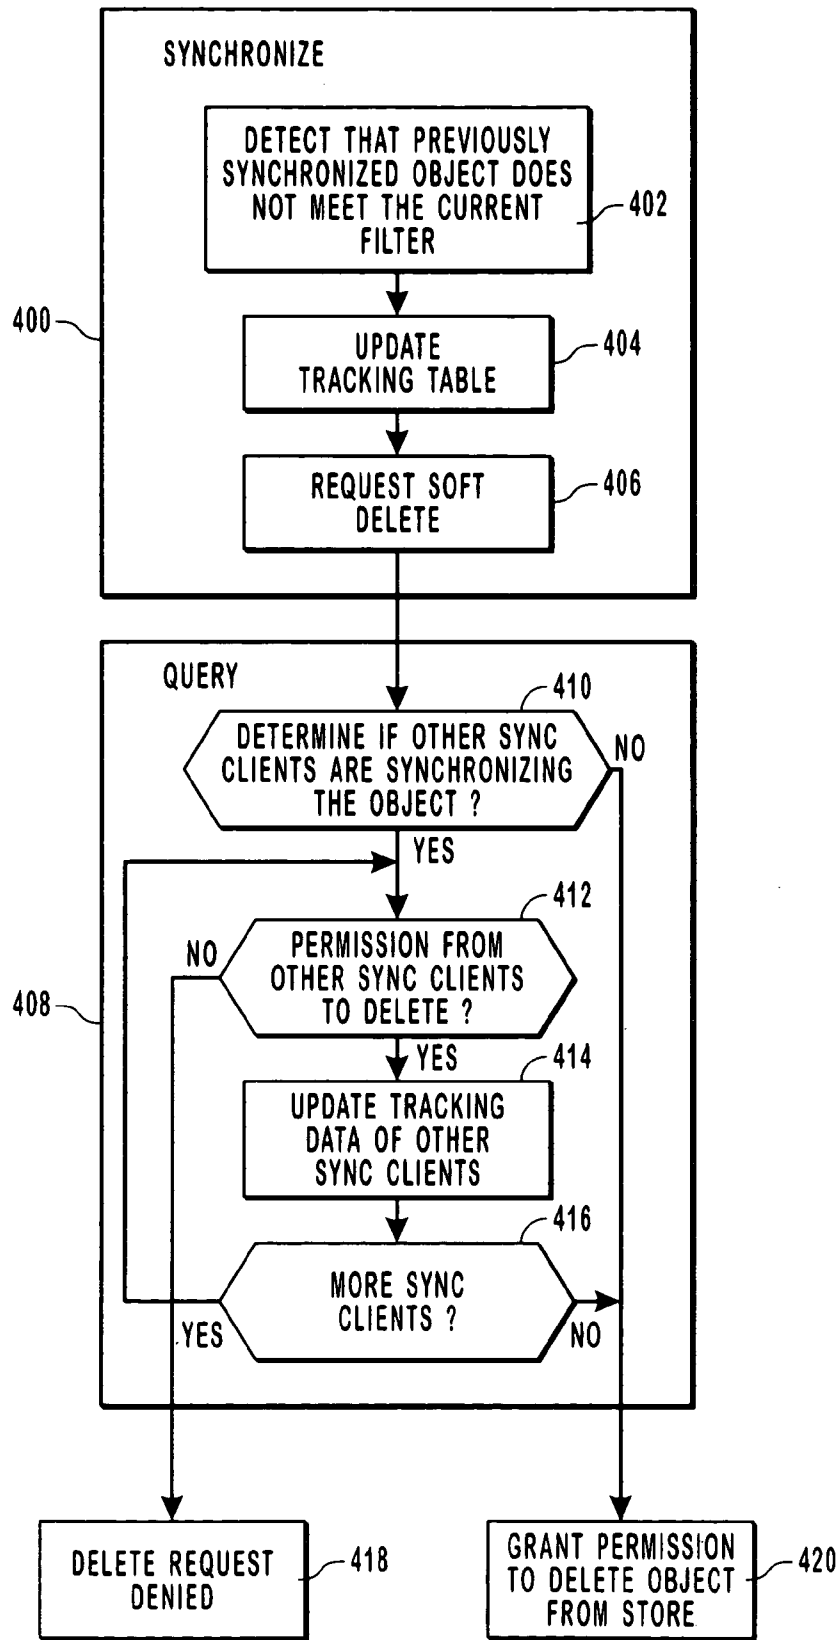 SYNCHRONIZE
DETECT THAT PREVIOUSLY
SYNCHRONIZED OBJECT DOES
NOT MEET THE CURRENT
FILTER
402
400
UPDATE
TRACKING TABLE
404
REQUEST SOFT
DELETE
406
QUERY
410
DETERMINE IF OTHER SYNC
CLIENTS ARE SYNCHRONIZING
THE OBJECT ?
NO
YES
412
NO
PERMISSION FROM
OTHER SYNC CLIENTS
TO DELETE ?
408
YES
414
UPDATE TRACKING
DATA OF OTHER
SYNC CLIENTS
416
MORE SYNC
CLIENTS ?
YES
NO
DELETE REQUEST
DENIED
418
GRANT PERMISSION
TO DELETE OBJECT
FROM STORE
420